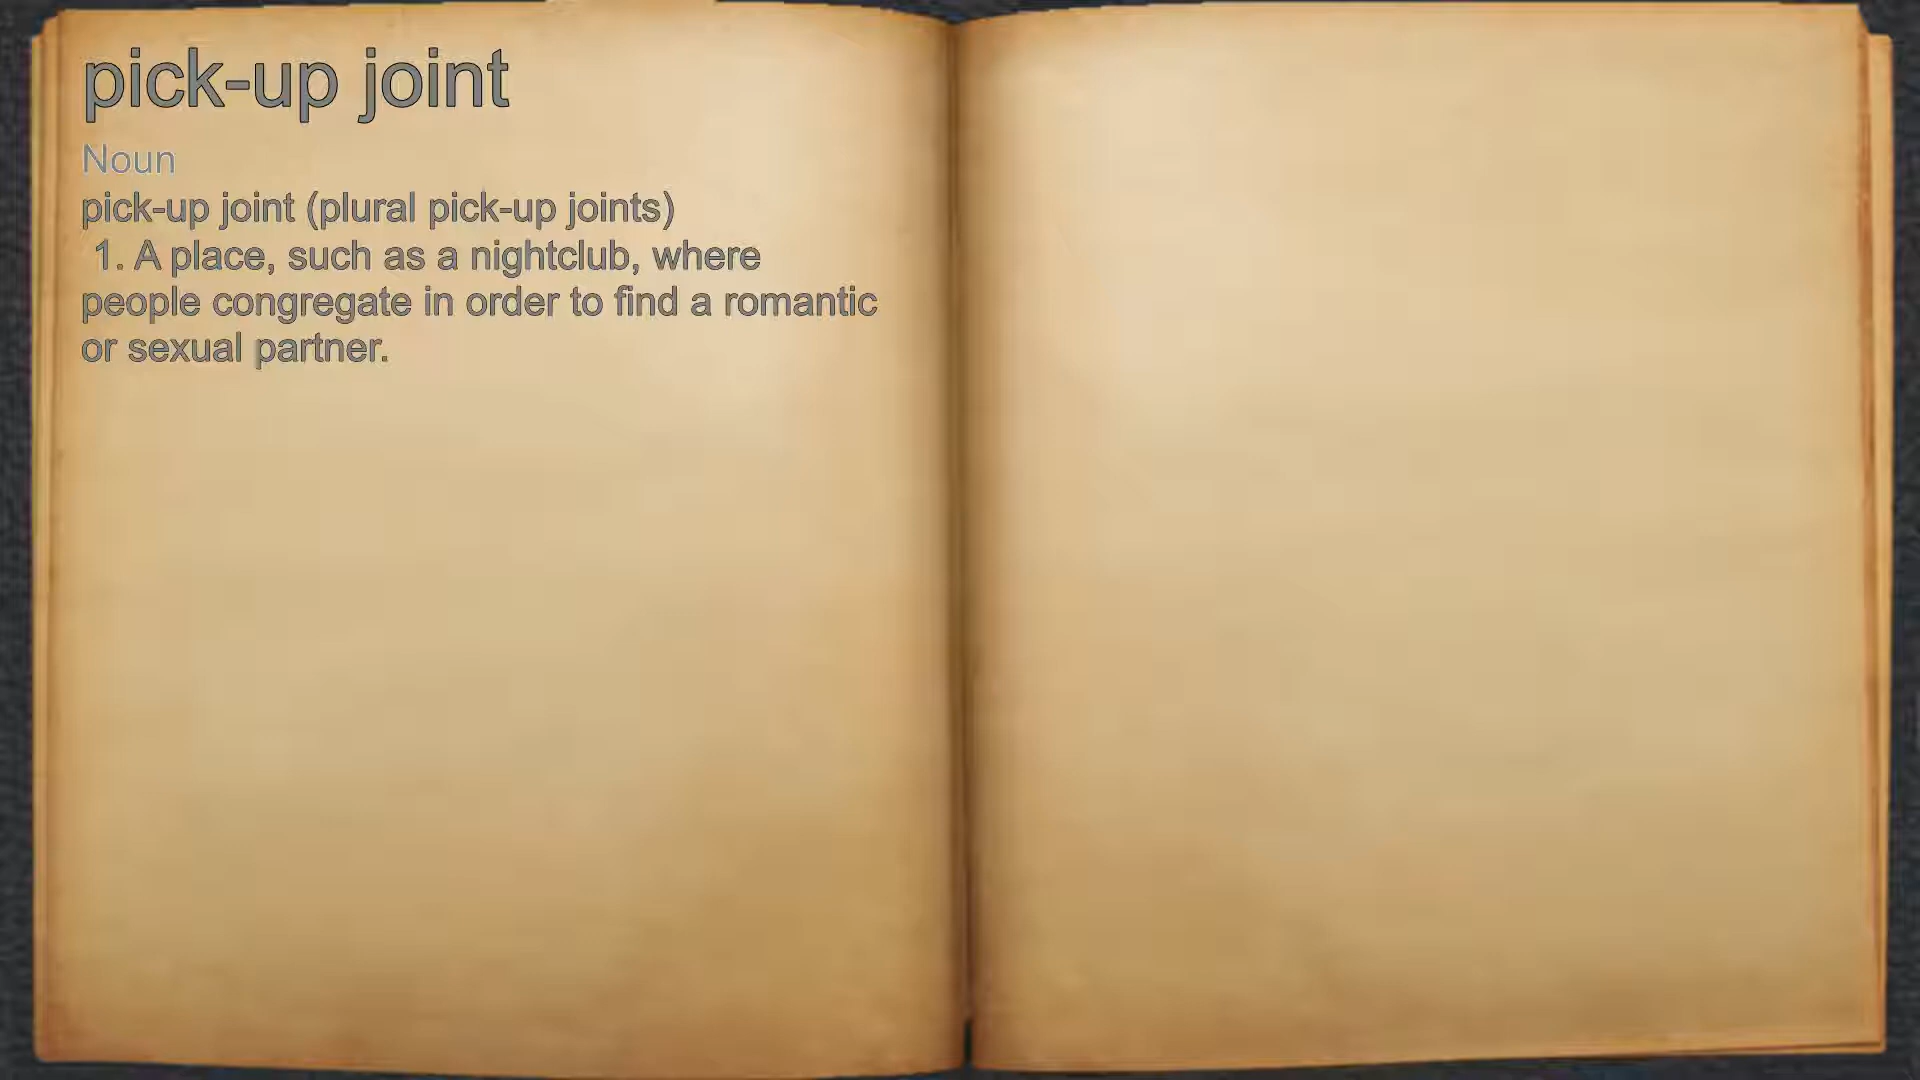 pick-up joint
Noun
pick-up joint (plural pick-up joints)
1. A place, such as a nightclub, where
people congregate in order to find a romantic
or sexual partner.